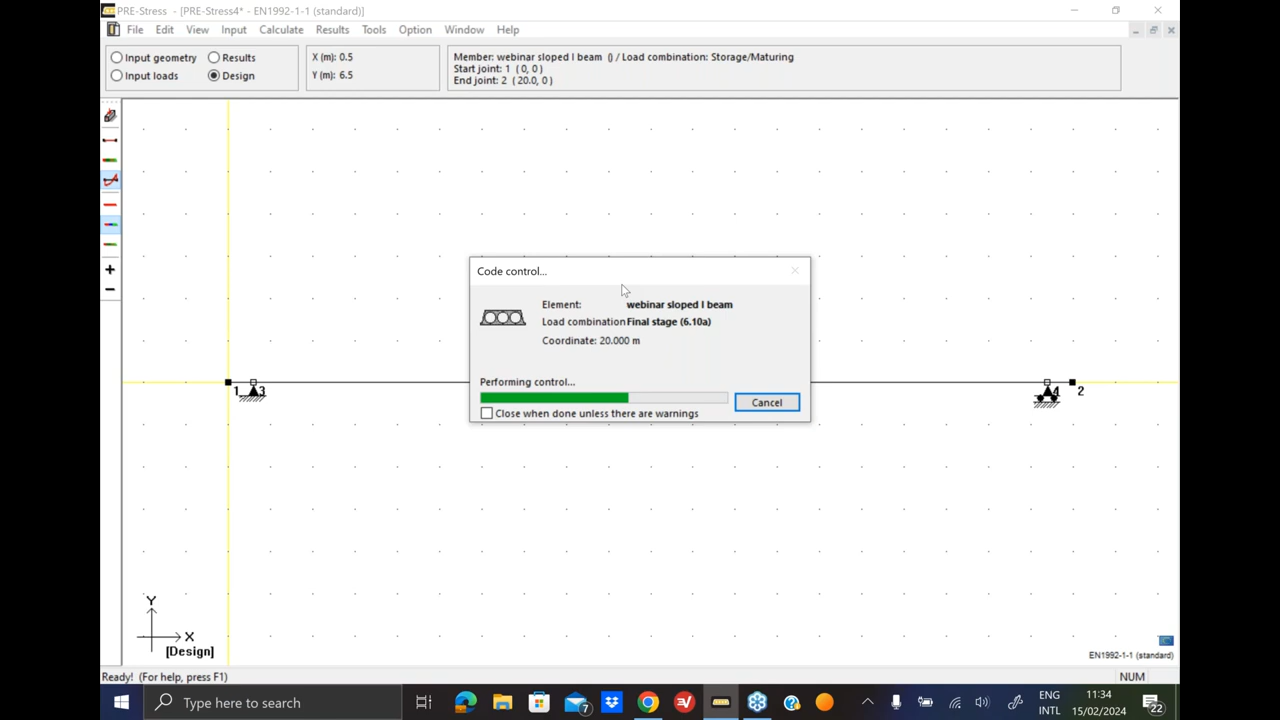 PRE-Stress - [PRE-Stress4* - EN1992-1-1 (standard)]
File Edit View Input Calculate Results Tools Option Window Help
Input geometry Results
Input loads Design
X (m): 0.5
Y (m): 6.5
Member: webinar sloped I beam () / Load combination: Storage/Maturing
Start joint: 1 ( 0, 0 )
End joint: 2 ( 20.0, 0 )
Code control...
Element: webinar sloped I beam
Load combination Final stage (6.10a)
Coordinate: 20.000 m
Performing control...
Cancel
Close when done unless there are warnings
1 3 4 2
Y
X
[Design]
EN1992-1-1 (standard)
Ready! (For help, press F1) NUM
Type here to search
7
ENG
INTL
11:34
15/02/2024
22